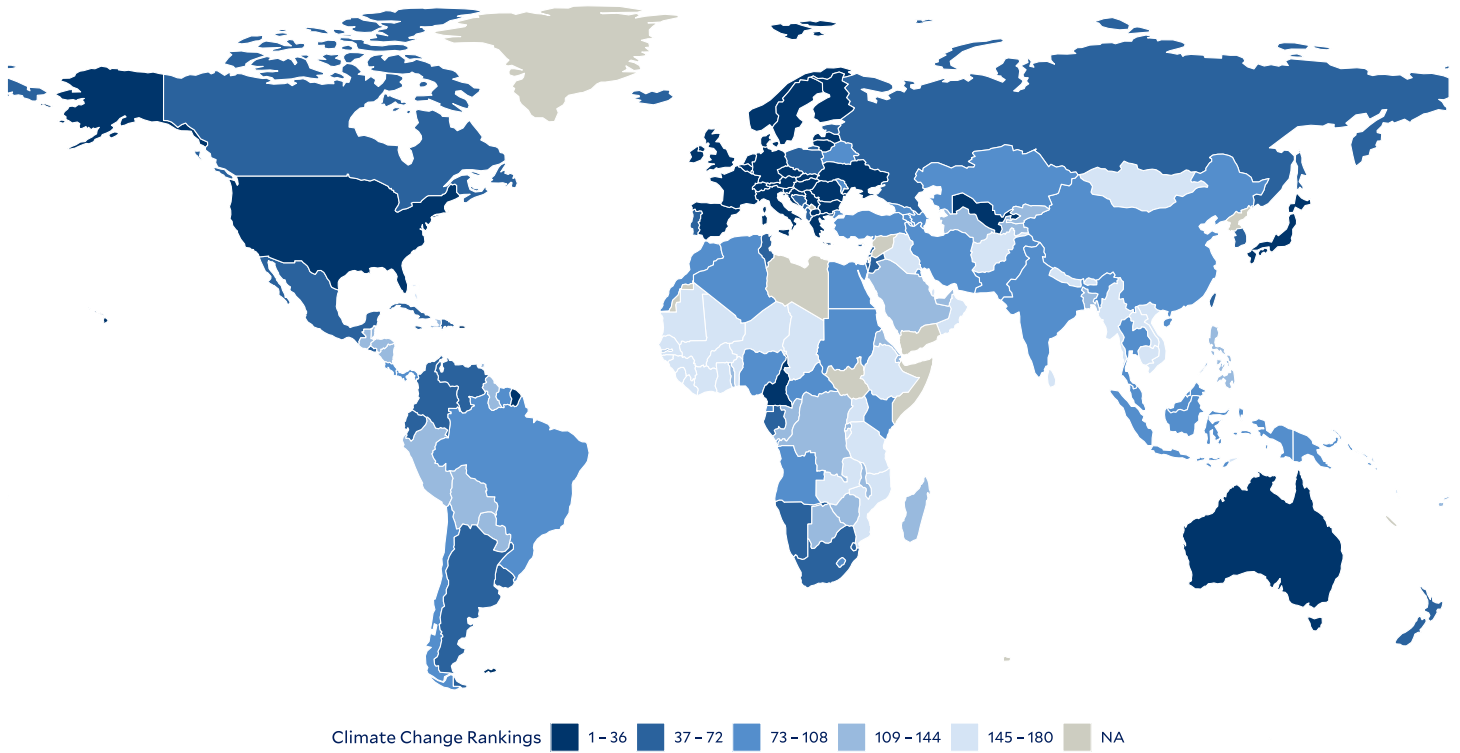 Climate Change Rankings 1 – 36 37 – 72 73 – 108 109 – 144 145 – 180 NA